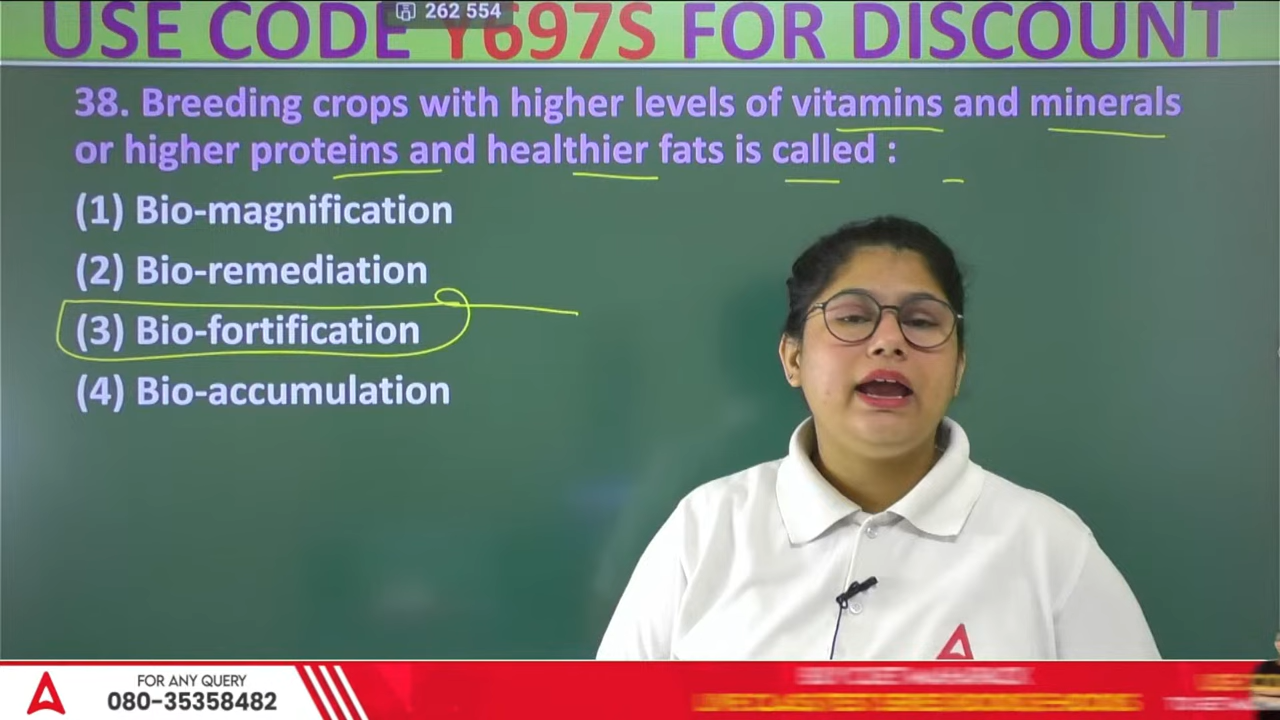 USE CODE Y697S FOR DISCOUNT
262 554
38. Breeding crops with higher levels of vitamins and minerals
or higher proteins and healthier fats is called :
(1) Bio-magnification
(2) Bio-remediation
(3) Bio-fortification
(4) Bio-accumulation
FOR ANY QUERY
080-35358482